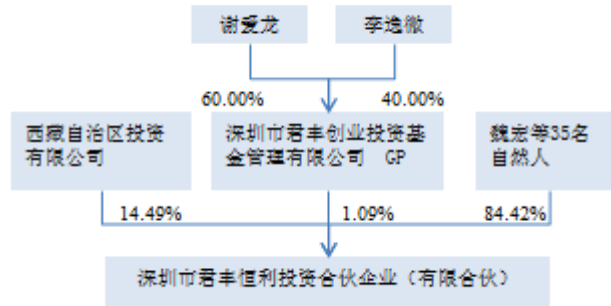 谢爱龙
李逸微
60.00%
40.00%
西藏自治区投资
有限公司
深圳市君丰创业投资基
金管理有限公司 GP
魏宏等35名
自然人
14.49%
1.09%
84.42%
深圳市君丰恒利投资合伙企业（有限合伙）